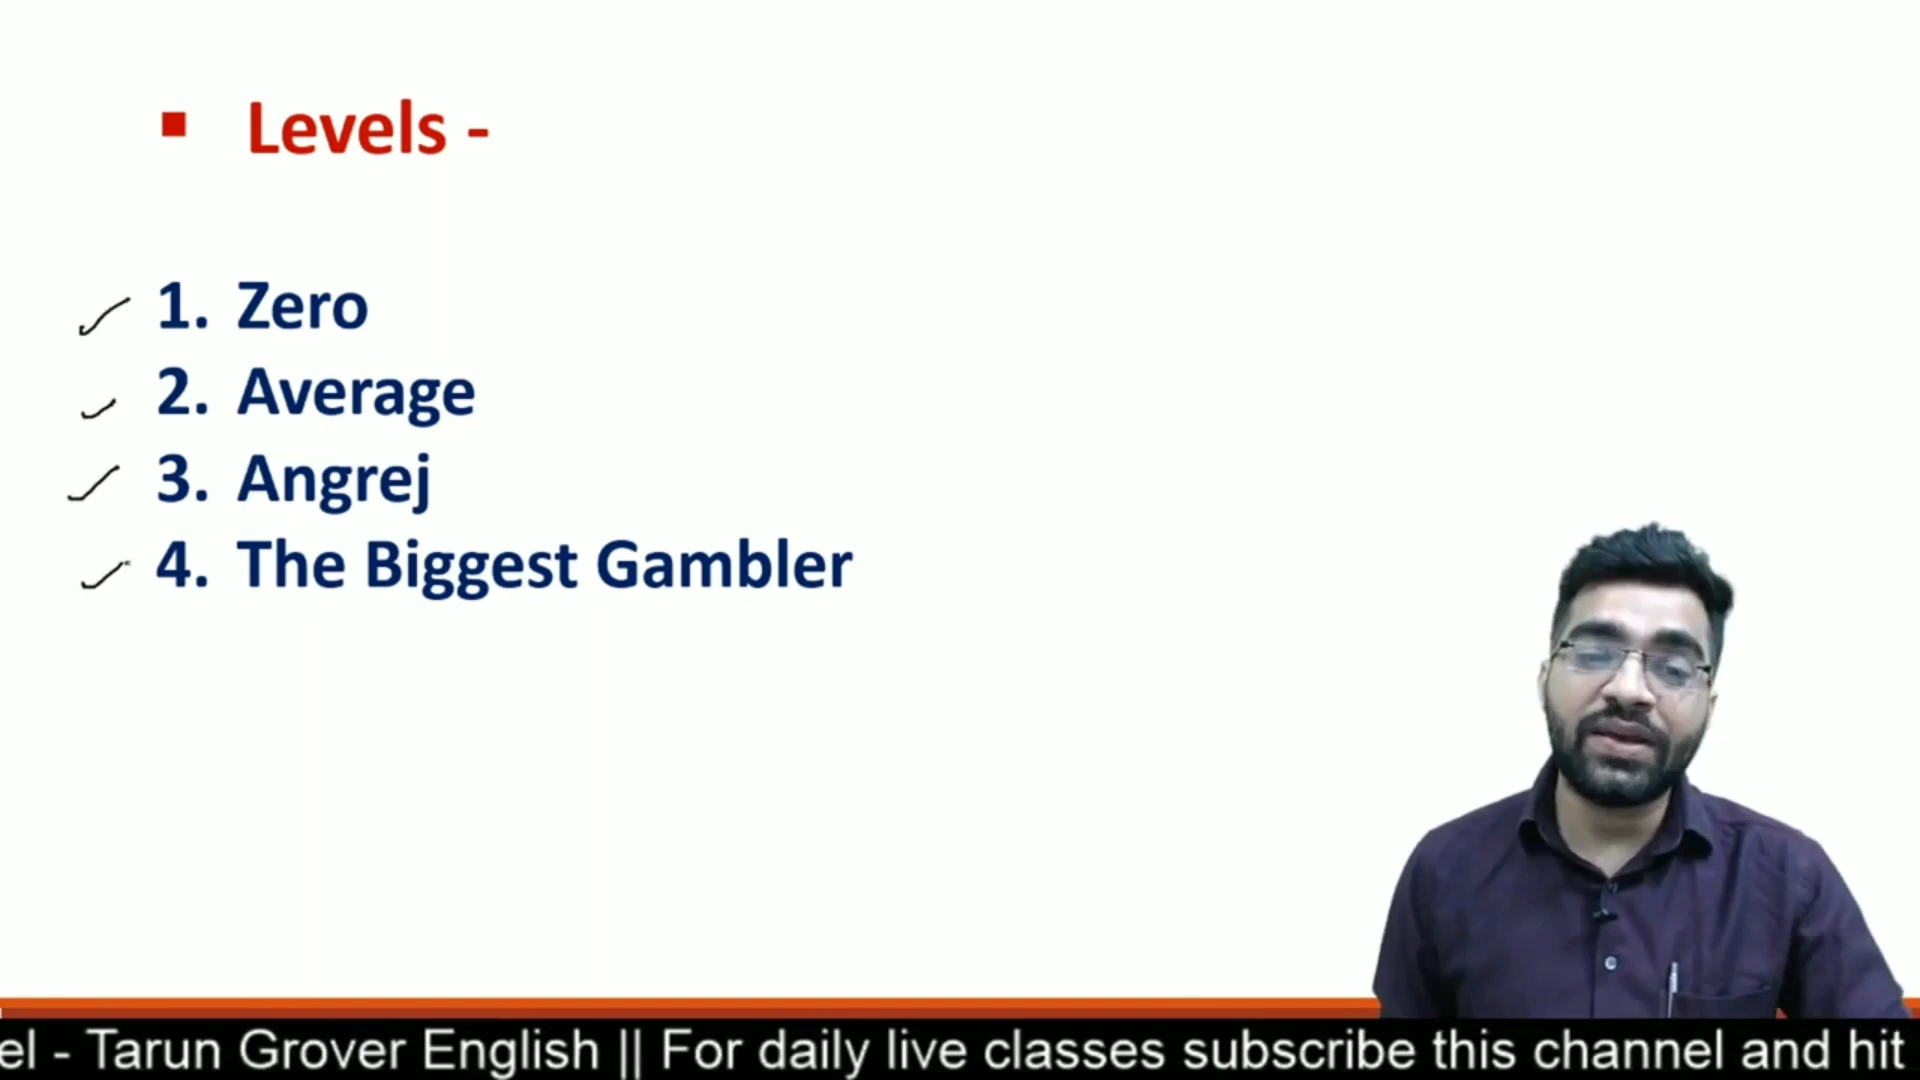 ▪ Levels -
1. Zero
2. Average
3. Angrej
4. The Biggest Gambler
el - Tarun Grover English || For daily live classes subscribe this channel and hit